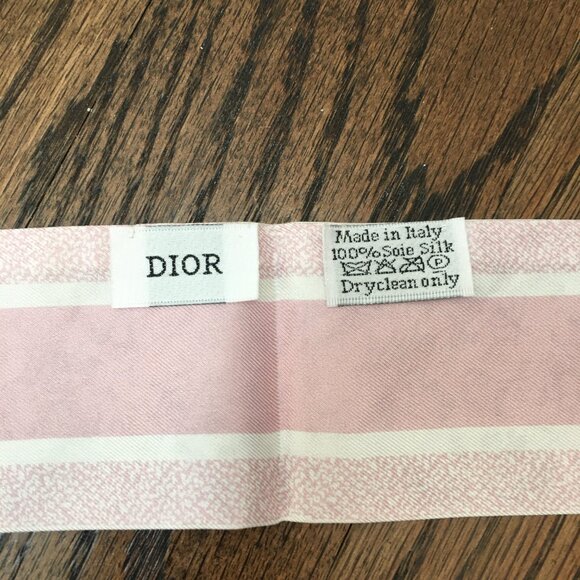 DIOR
Made in Italy
100% Soie Silk
P
Dryclean only